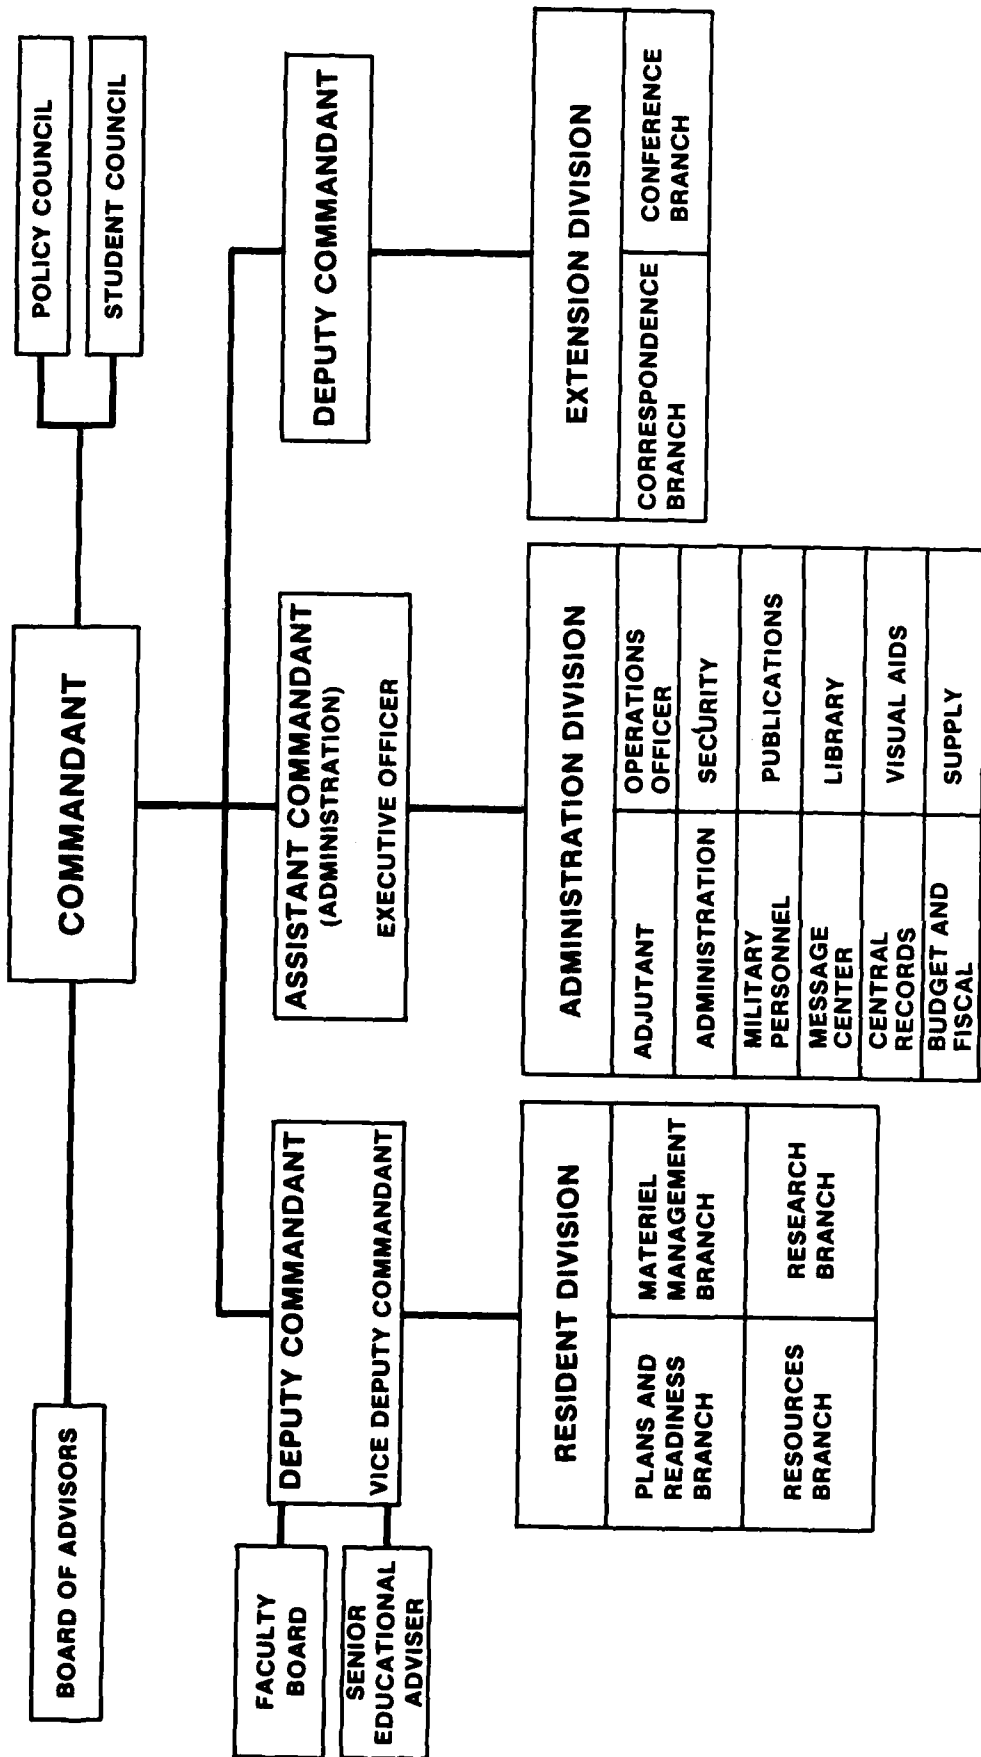 COMMANDANT
BOARD OF ADVISORS
POLICY COUNCIL
STUDENT COUNCIL
FACULTY
BOARD
SENIOR
EDUCATIONAL
ADVISER
DEPUTY COMMANDANT
VICE DEPUTY COMMANDANT
ASSISTANT COMMANDANT
(ADMINISTRATION)
EXECUTIVE OFFICER
DEPUTY COMMANDANT
RESIDENT DIVISION
PLANS AND
READINESS
BRANCH
MATERIEL
MANAGEMENT
BRANCH
RESOURCES
BRANCH
RESEARCH
BRANCH
ADMINISTRATION DIVISION
ADJUTANT
OPERATIONS
OFFICER
ADMINISTRATION
SECURITY
MILITARY
PERSONNEL
PUBLICATIONS
MESSAGE
CENTER
LIBRARY
CENTRAL
RECORDS
VISUAL AIDS
BUDGET AND
FISCAL
SUPPLY
EXTENSION DIVISION
CORRESPONDENCE
BRANCH
CONFERENCE
BRANCH